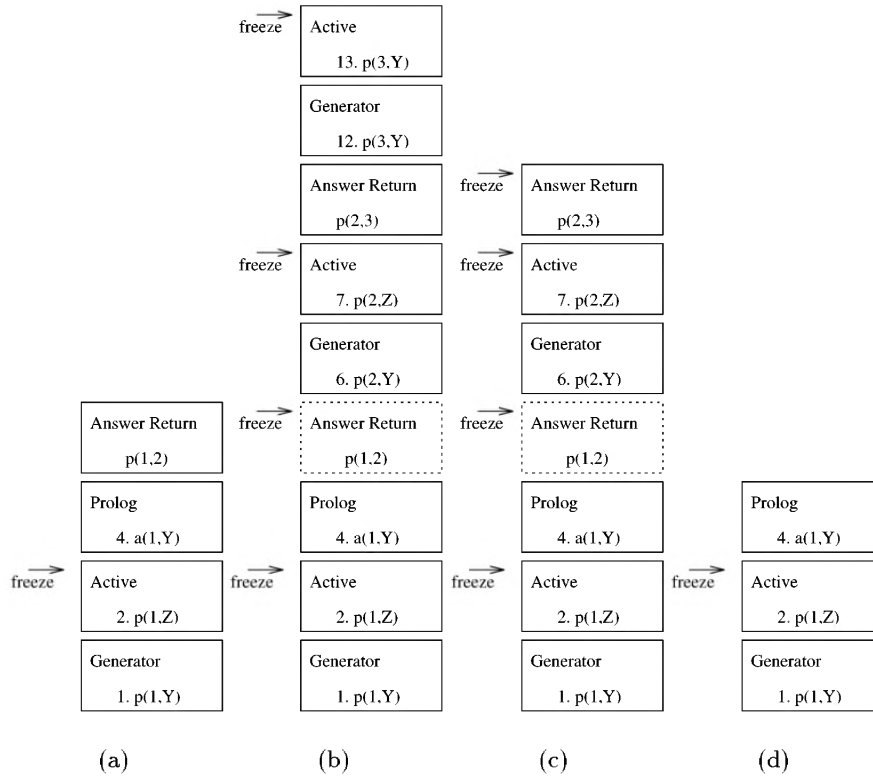 freeze
Active
13. p(3,Y)
Generator
12. p(3,Y)
Answer Return
p(2,3)
freeze
Active
7. p(2,Z)
Generator
6. p(2,Y)
freeze
Answer Return
p(1,2)
Prolog
4. a(1,Y)
freeze
Active
2. p(1,Z)
Generator
1. p(1,Y)
freeze
Answer Return
p(2,3)
freeze
Active
7. p(2,Z)
Generator
6. p(2,Y)
freeze
Answer Return
p(1,2)
Prolog
4. a(1,Y)
freeze
Active
2. p(1,Z)
Generator
1. p(1,Y)
Answer Return
p(1,2)
Prolog
4. a(1,Y)
freeze
Active
2. p(1,Z)
Generator
1. p(1,Y)
Prolog
4. a(1,Y)
freeze
Active
2. p(1,Z)
Generator
1. p(1,Y)
(a)
(b)
(c)
(d)